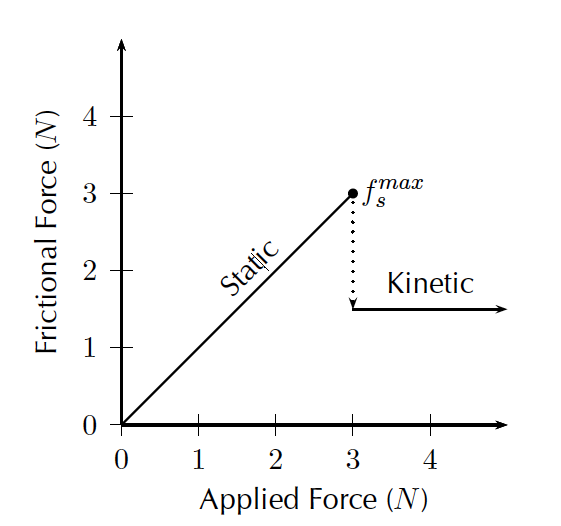 Frictional Force (N)
4
3
2
1
0
f_s^{max}
Static
Kinetic
0 1 2 3 4
Applied Force (N)